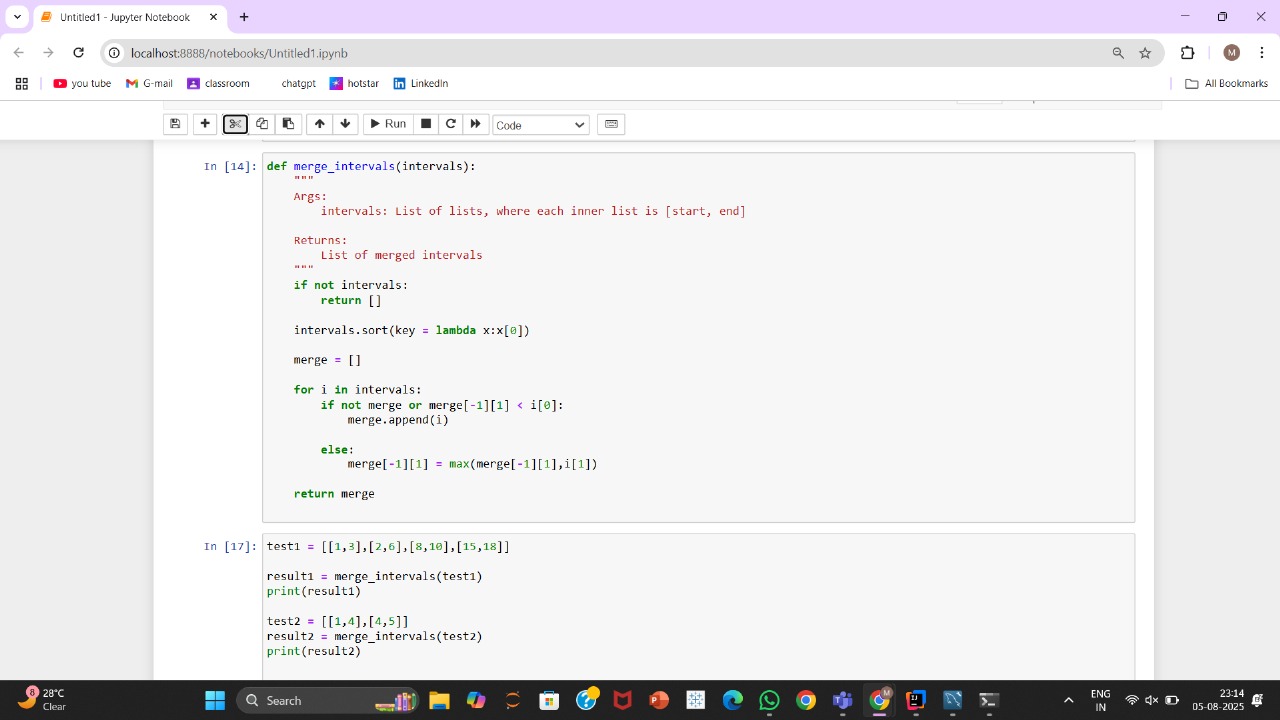 Untitled1 - Jupyter Notebook
localhost:8888/notebooks/Untitled1.ipynb
M
you tube
G-mail
classroom
chatgpt
hotstar
LinkedIn
All Bookmarks
Run
Code
In [14]:
def merge_intervals(intervals):
    """
    Args:
        intervals: List of lists, where each inner list is [start, end]
    Returns:
        List of merged intervals
    """
    if not intervals:
        return []
    intervals.sort(key = lambda x:x[0])
    merge = []
    for i in intervals:
        if not merge or merge[-1][1] < i[0]:
            merge.append(i)
        else:
            merge[-1][1] = max(merge[-1][1],i[1])
    return merge
In [17]:
test1 = [[1,3],[2,6],[8,10],[15,18]]
result1 = merge_intervals(test1)
print(result1)
test2 = [[1,4],[4,5]]
result2 = merge_intervals(test2)
print(result2)
8
28°C
Clear
Search
ENG
IN
23:14
05-08-2025